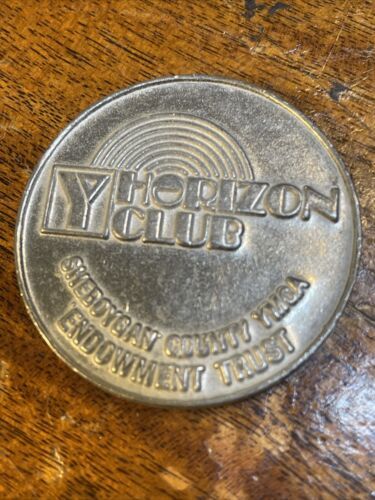 Y HORIZON
CLUB
SHEBOYGAN COUNTY YMCA
ENDOWMENT TRUST